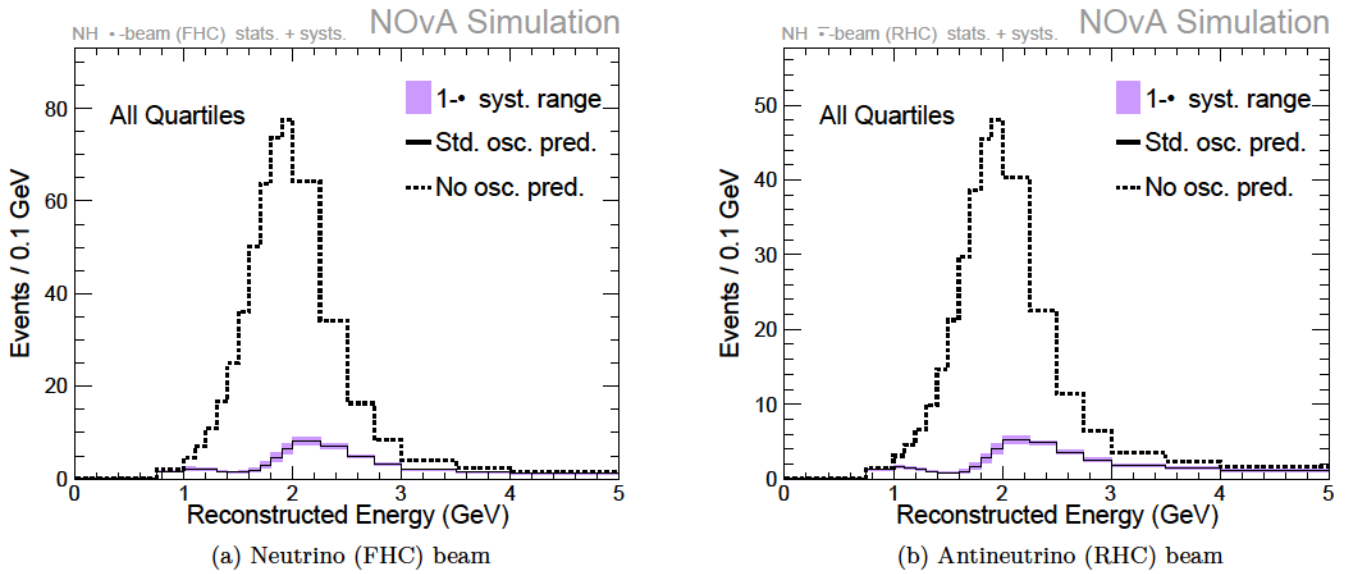 NH •-beam (FHC) stats. + systs. NOvA Simulation
All Quartiles
1-• syst. range
Std. osc. pred.
No osc. pred.
Events / 0.1 GeV
80
60
40
20
0
0 1 2 3 4 5
Reconstructed Energy (GeV)
(a) Neutrino (FHC) beam
NH •-beam (RHC) stats. + systs. NOvA Simulation
All Quartiles
1-• syst. range
Std. osc. pred.
No osc. pred.
Events / 0.1 GeV
50
40
30
20
10
0
0 1 2 3 4 5
Reconstructed Energy (GeV)
(b) Antineutrino (RHC) beam